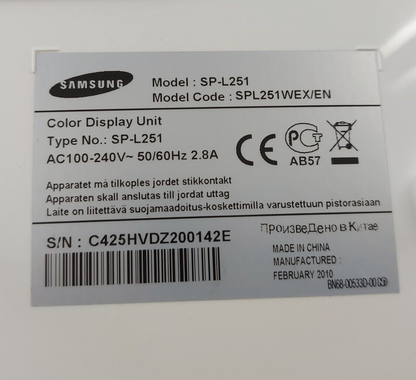 SAMSUNG
Model : SP-L251
Model Code : SPL251WEX/EN
Color Display Unit
Type No.: SP-L251
AC100-240V~ 50/60Hz 2.8A
CE
AB57
Apparatet må tilkoples jordet stikkontakt
Apparaten skall anslutas till jordat uttag
Laite on liitettävä suojamaadoitus-koskettimilla varustettuun pistorasiaan
S/N : C425HVDZ200142E
Произведено в Китае
MADE IN CHINA
MANUFACTURED :
FEBRUARY 2010